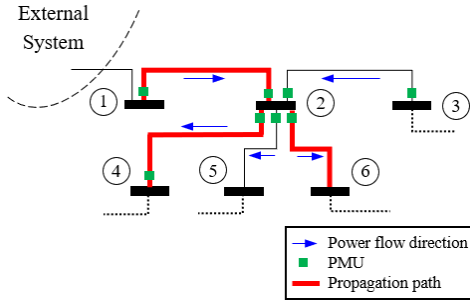 External
System
1
2
3
4
5
6
Power flow direction
PMU
Propagation path